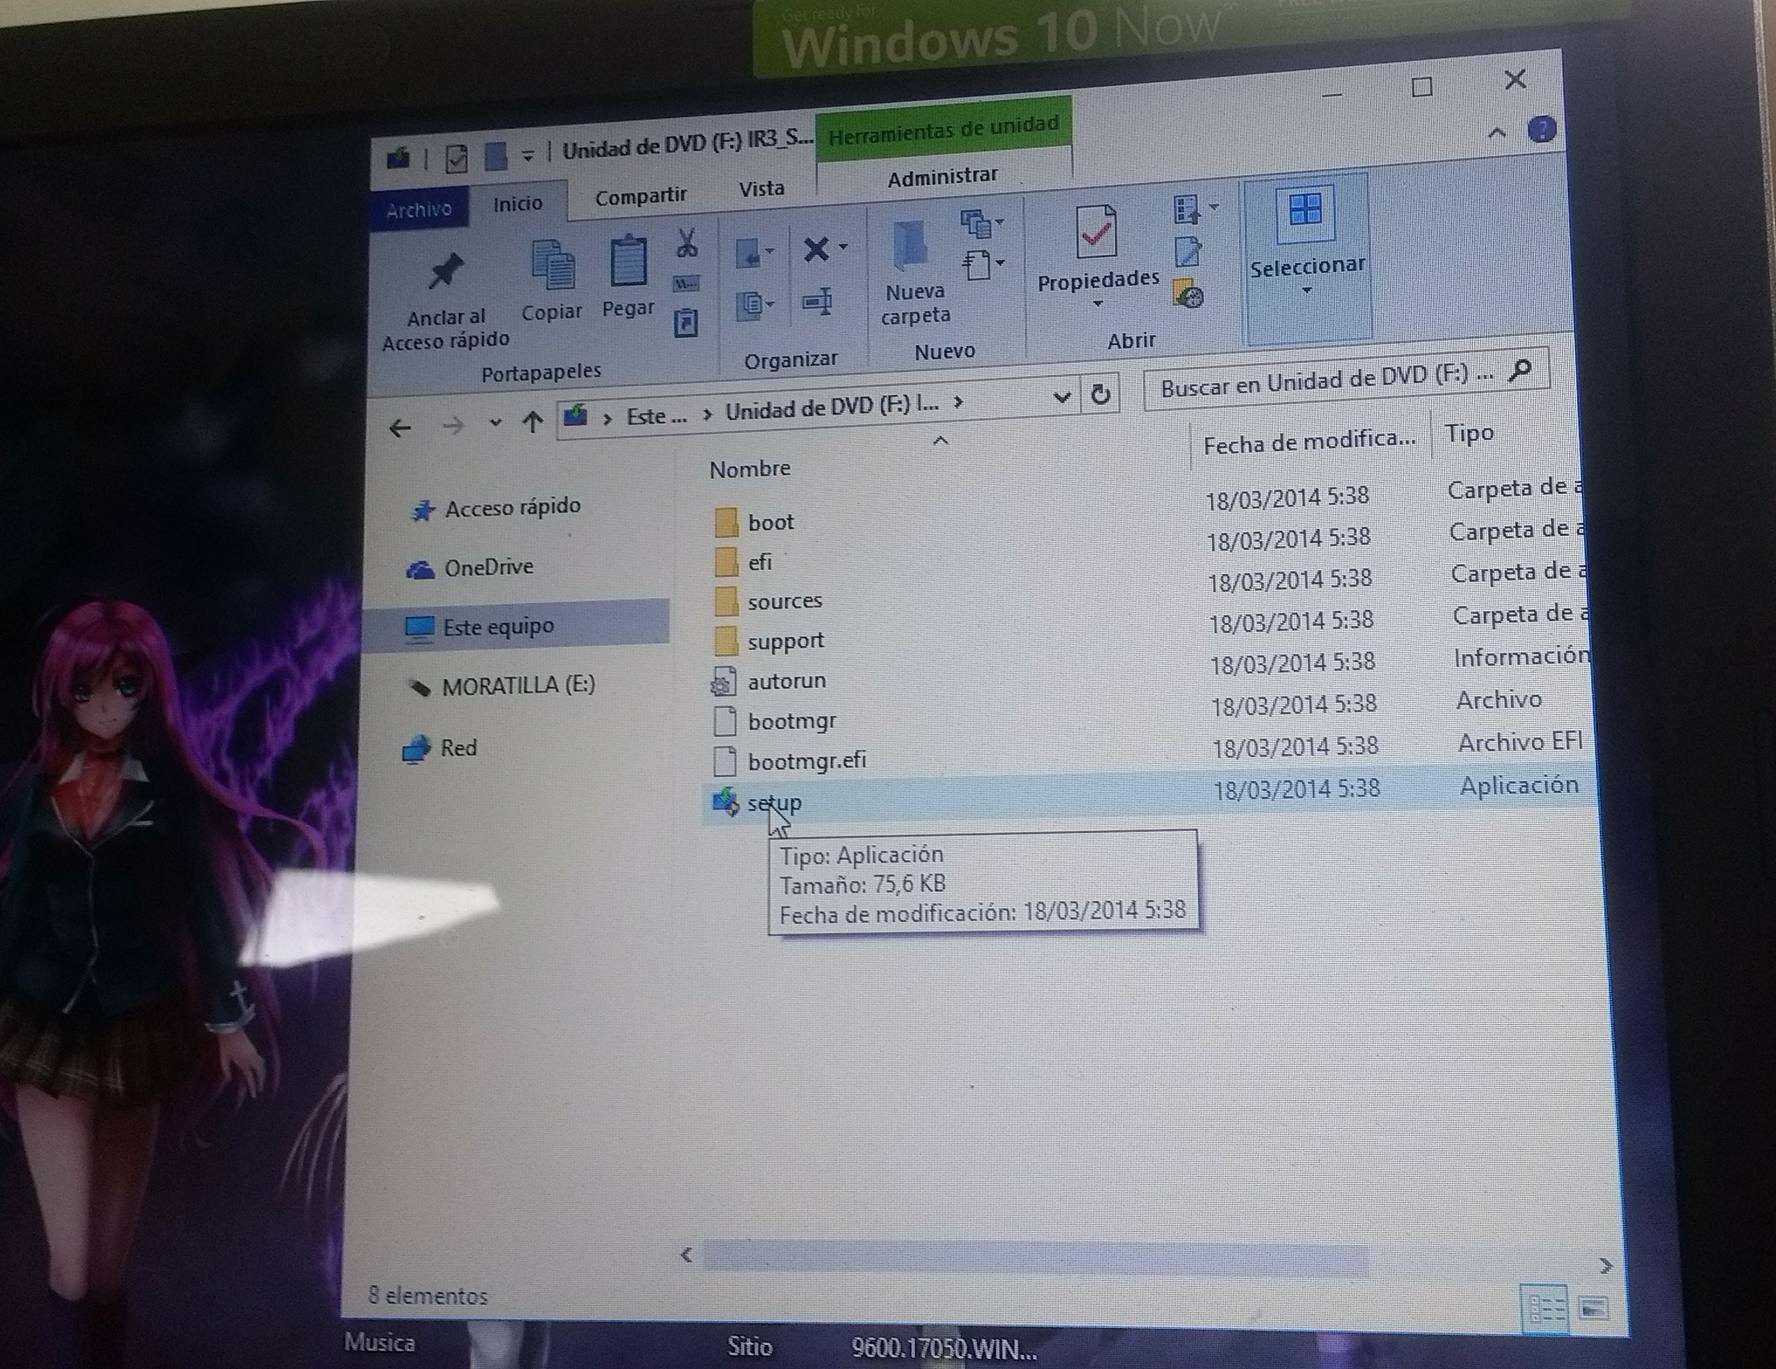 Get ready for
Windows 10 Now
Unidad de DVD (F:) IR3_S...
Herramientas de unidad
Archivo
Inicio
Compartir
Vista
Administrar
Anclar al
Acceso rápido
Copiar
Pegar
Portapapeles
Organizar
Nueva
carpeta
Nuevo
Propiedades
Abrir
Seleccionar
Este ... > Unidad de DVD (F:) I... >
Buscar en Unidad de DVD (F:) ...
Nombre
Fecha de modifica...
Tipo
Acceso rápido
OneDrive
Este equipo
MORATILLA (E:)
Red
boot 18/03/2014 5:38 Carpeta de a
efi 18/03/2014 5:38 Carpeta de a
sources 18/03/2014 5:38 Carpeta de a
support 18/03/2014 5:38 Carpeta de a
autorun 18/03/2014 5:38 Información
bootmgr 18/03/2014 5:38 Archivo
bootmgr.efi 18/03/2014 5:38 Archivo EFI
setup 18/03/2014 5:38 Aplicación
Tipo: Aplicación
Tamaño: 75,6 KB
Fecha de modificación: 18/03/2014 5:38
8 elementos
Musica
Sitio
9600.17050.WIN...